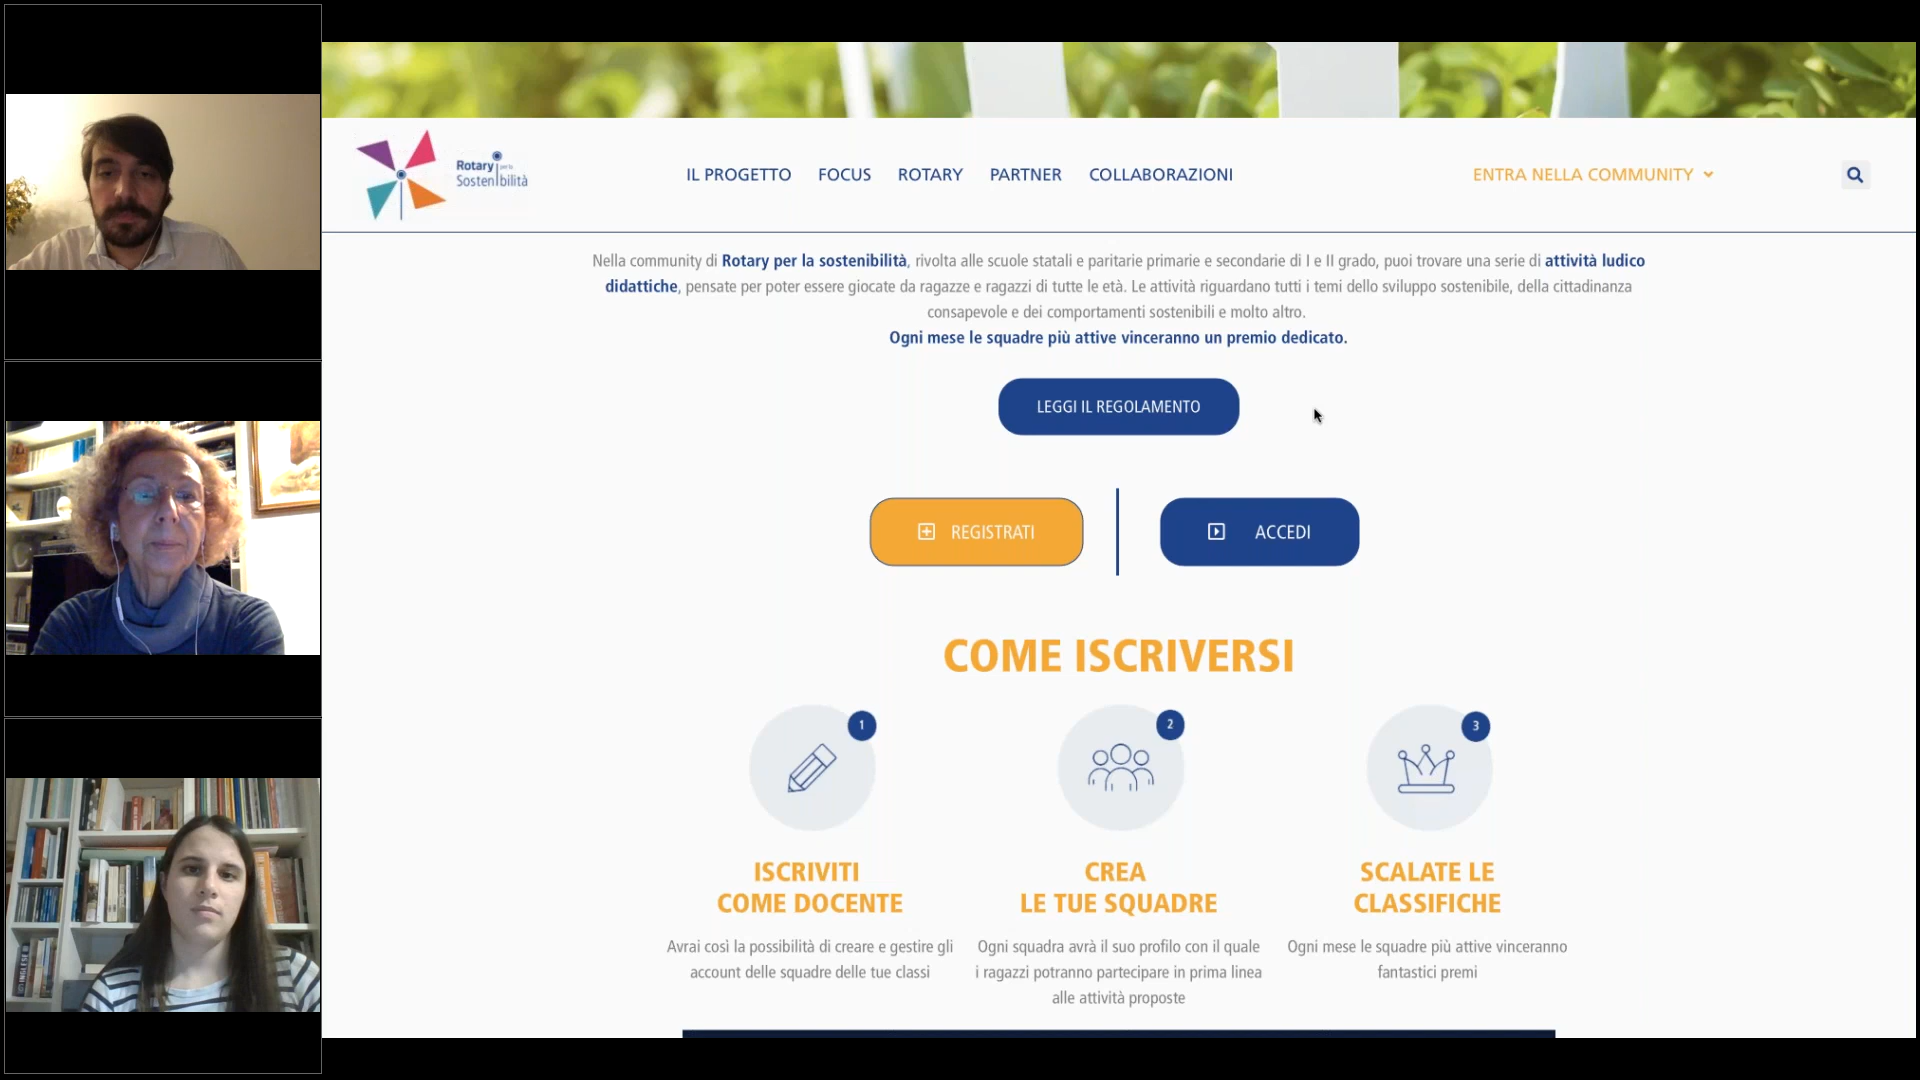 Rotary per la
Sostenibilità
IL PROGETTO FOCUS ROTARY PARTNER COLLABORAZIONI ENTRA NELLA COMMUNITY
Nella community di Rotary per la sostenibilità, rivolta alle scuole statali e paritarie primarie e secondarie di I e II grado, puoi trovare una serie di attività ludico
didattiche, pensate per poter essere giocate da ragazze e ragazzi di tutte le età. Le attività riguardano tutti i temi dello sviluppo sostenibile, della cittadinanza
consapevole e dei comportamenti sostenibili e molto altro.
Ogni mese le squadre più attive vinceranno un premio dedicato.
LEGGI IL REGOLAMENTO
REGISTRATI
ACCEDI
COME ISCRIVERSI
1
2
3
ISCRIVITI
COME DOCENTE
Avrai così la possibilità di creare e gestire gli
account delle squadre delle tue classi
CREA
LE TUE SQUADRE
Ogni squadra avrà il suo profilo con il quale
i ragazzi potranno partecipare in prima linea
alle attività proposte
SCALATE LE
CLASSIFICHE
Ogni mese le squadre più attive vinceranno
fantastici premi